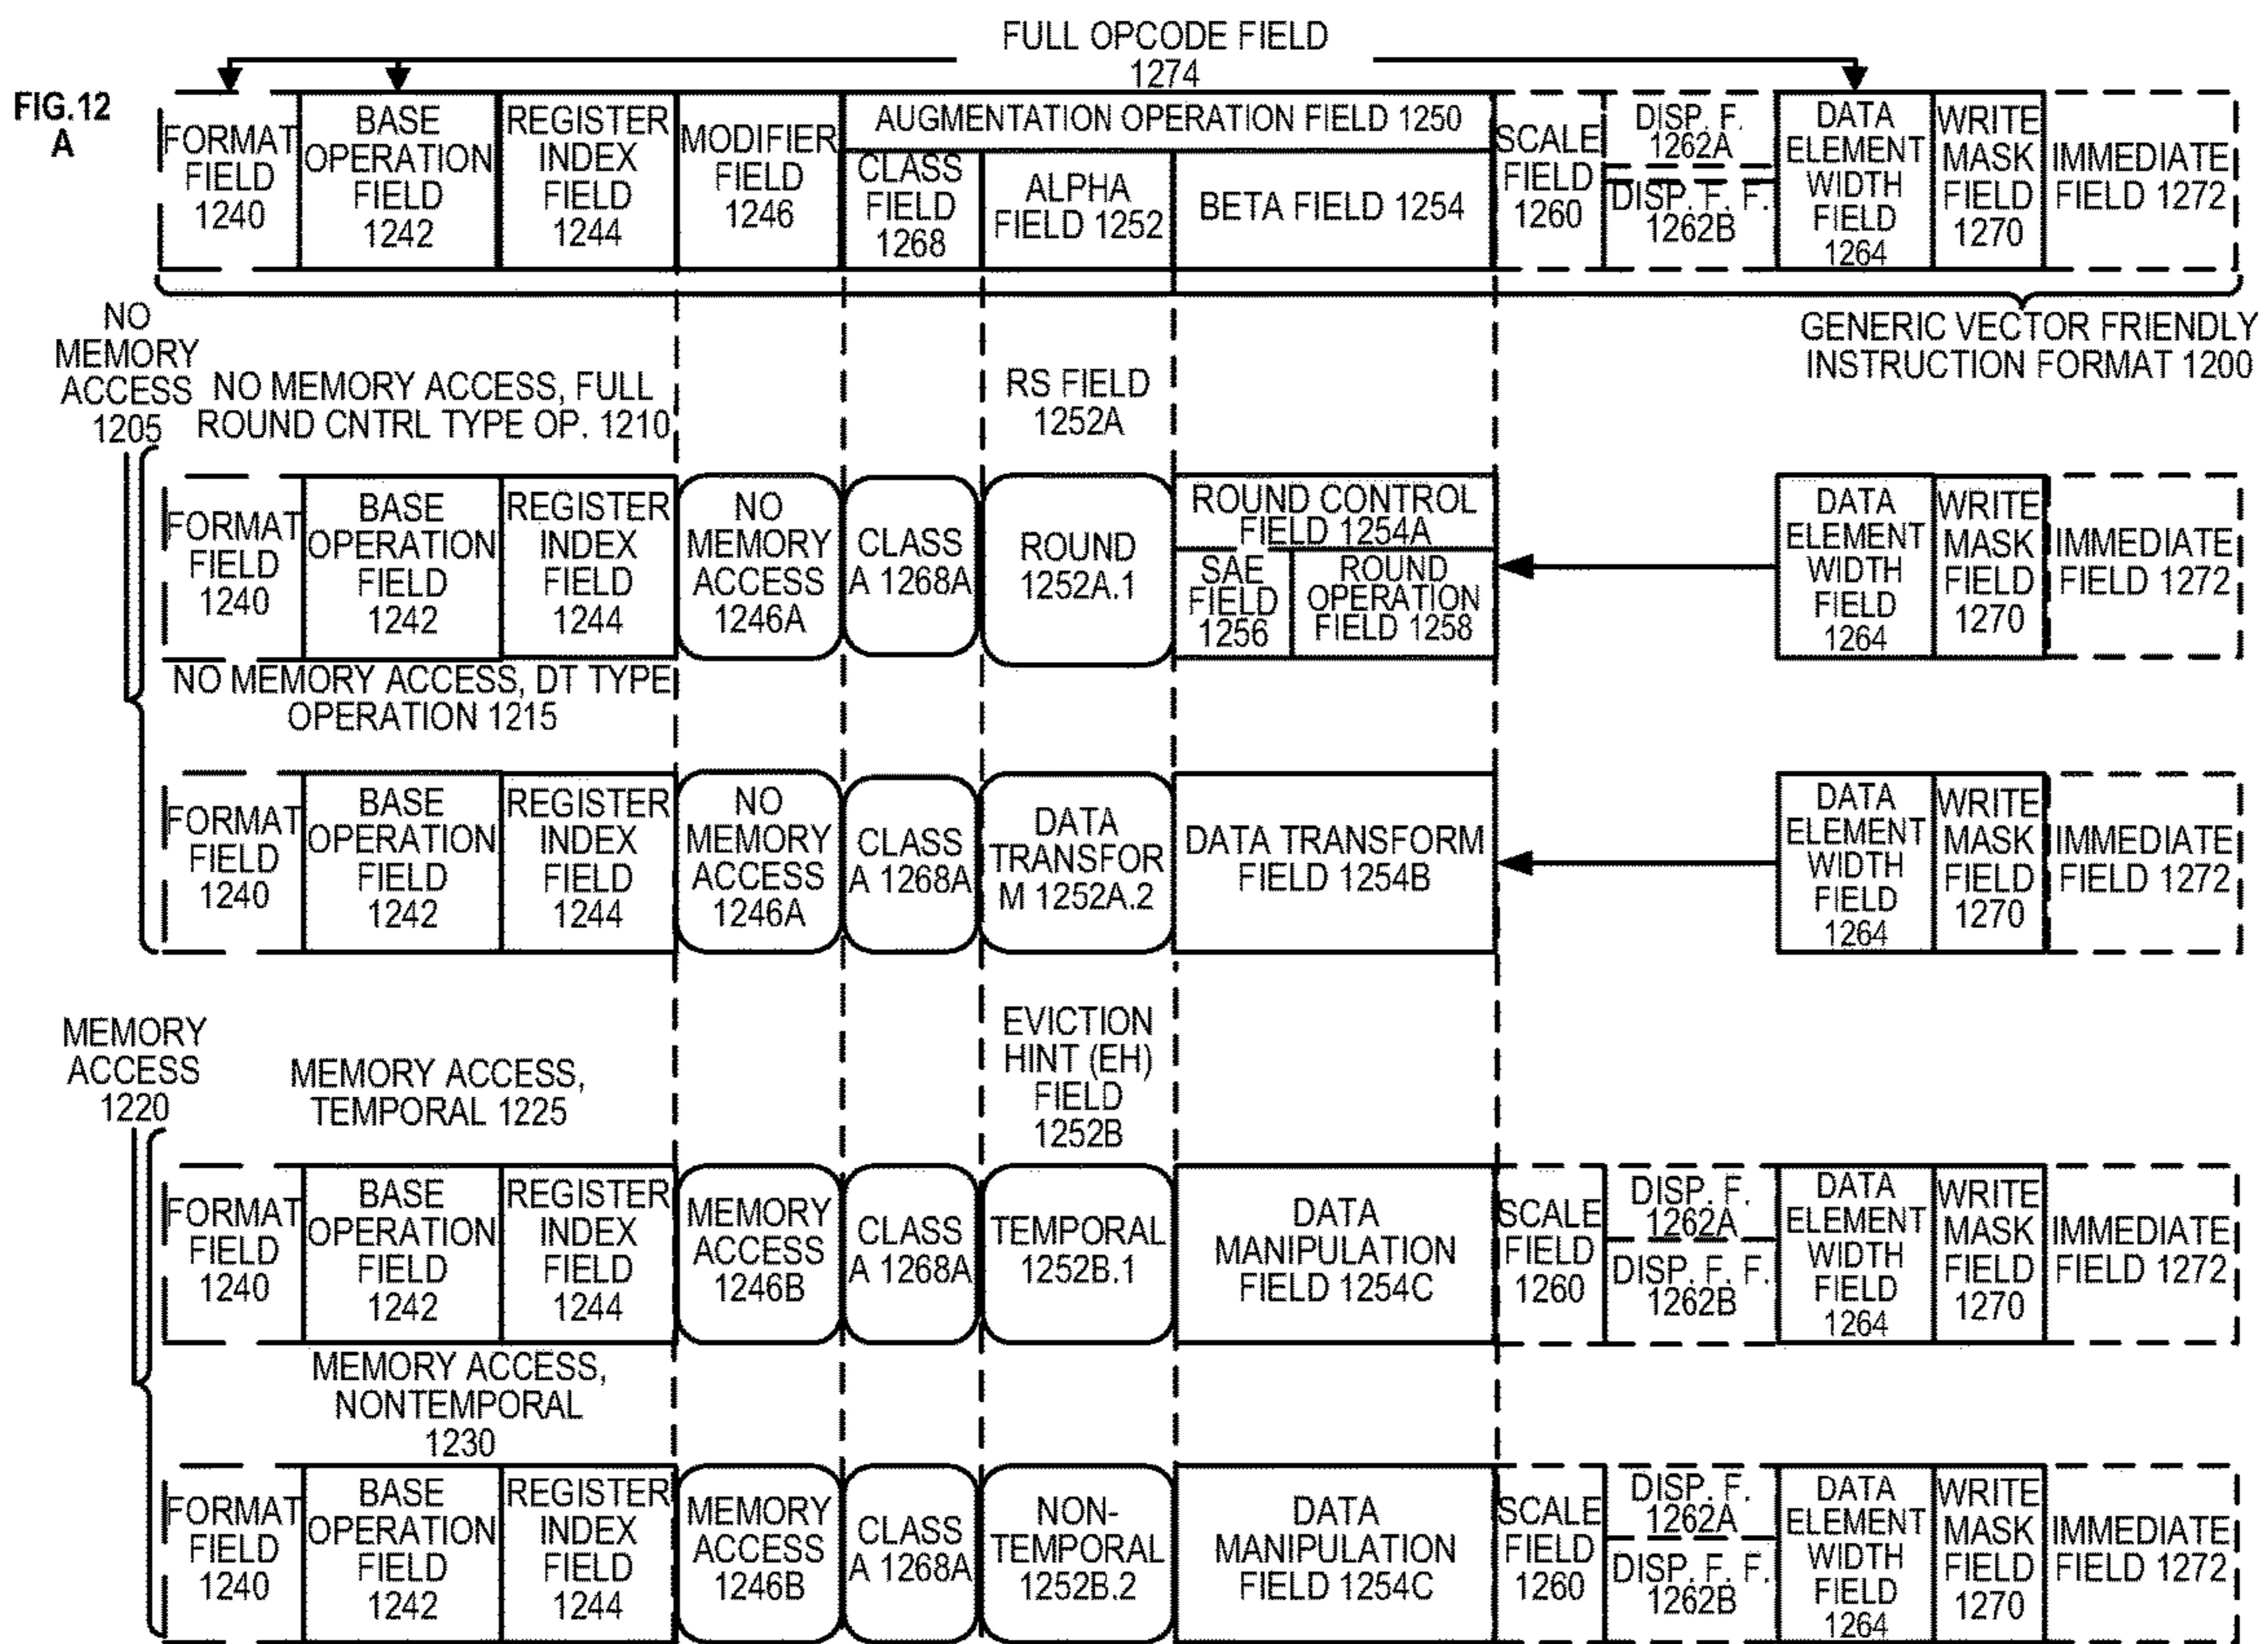 FULL OPCODE FIELD
1274
FIG.12
A
FORMAT
FIELD
1240
BASE
OPERATION
FIELD
1242
REGISTER
INDEX
FIELD
1244
MODIFIER
FIELD
1246
AUGMENTATION OPERATION FIELD 1250
CLASS
FIELD
1268
ALPHA
FIELD 1252
BETA FIELD 1254
SCALE
FIELD
1260
DISP. F.
1262A
DISP. F. F.
1262B
DATA
ELEMENT
WIDTH
FIELD
1264
WRITE
MASK
FIELD
1270
IMMEDIATE
FIELD 1272
GENERIC VECTOR FRIENDLY
INSTRUCTION FORMAT 1200
NO
MEMORY
ACCESS
1205
NO MEMORY ACCESS, FULL
ROUND CNTRL TYPE OP. 1210
RS FIELD
1252A
FORMAT
FIELD
1240
BASE
OPERATION
FIELD
1242
REGISTER
INDEX
FIELD
1244
NO
MEMORY
ACCESS
1246A
CLASS
A 1268A
ROUND
1252A.1
ROUND CONTROL
FIELD 1254A
SAE
FIELD
1256
ROUND
OPERATION
FIELD 1258
DATA
ELEMENT
WIDTH
FIELD
1264
WRITE
MASK
FIELD
1270
IMMEDIATE
FIELD 1272
NO MEMORY ACCESS, DT TYPE
OPERATION 1215
FORMAT
FIELD
1240
BASE
OPERATION
FIELD
1242
REGISTER
INDEX
FIELD
1244
NO
MEMORY
ACCESS
1246A
CLASS
A 1268A
DATA
TRANSFOR
M 1252A.2
DATA TRANSFORM
FIELD 1254B
DATA
ELEMENT
WIDTH
FIELD
1264
WRITE
MASK
FIELD
1270
IMMEDIATE
FIELD 1272
MEMORY
ACCESS
1220
MEMORY ACCESS,
TEMPORAL 1225
EVICTION
HINT (EH)
FIELD
1252B
FORMAT
FIELD
1240
BASE
OPERATION
FIELD
1242
REGISTER
INDEX
FIELD
1244
MEMORY
ACCESS
1246B
CLASS
A 1268A
TEMPORAL
1252B.1
DATA
MANIPULATION
FIELD 1254C
SCALE
FIELD
1260
DISP. F.
1262A
DISP. F. F.
1262B
DATA
ELEMENT
WIDTH
FIELD
1264
WRITE
MASK
FIELD
1270
IMMEDIATE
FIELD 1272
MEMORY ACCESS,
NONTEMPORAL
1230
FORMAT
FIELD
1240
BASE
OPERATION
FIELD
1242
REGISTER
INDEX
FIELD
1244
MEMORY
ACCESS
1246B
CLASS
A 1268A
NON-
TEMPORAL
1252B.2
DATA
MANIPULATION
FIELD 1254C
SCALE
FIELD
1260
DISP. F.
1262A
DISP. F. F.
1262B
DATA
ELEMENT
WIDTH
FIELD
1264
WRITE
MASK
FIELD
1270
IMMEDIATE
FIELD 1272